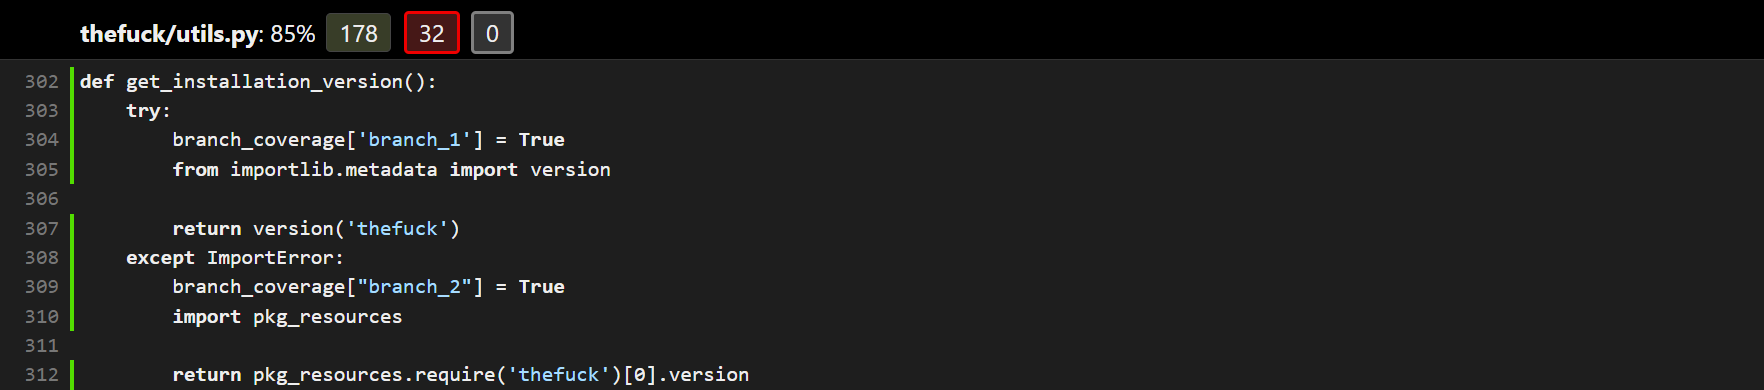 thefuck/utils.py: 85% 178 32 0
302 def get_installation_version():
303     try:
304         branch_coverage['branch_1'] = True
305         from importlib.metadata import version
306
307         return version('thefuck')
308     except ImportError:
309         branch_coverage["branch_2"] = True
310         import pkg_resources
311
312         return pkg_resources.require('thefuck')[0].version